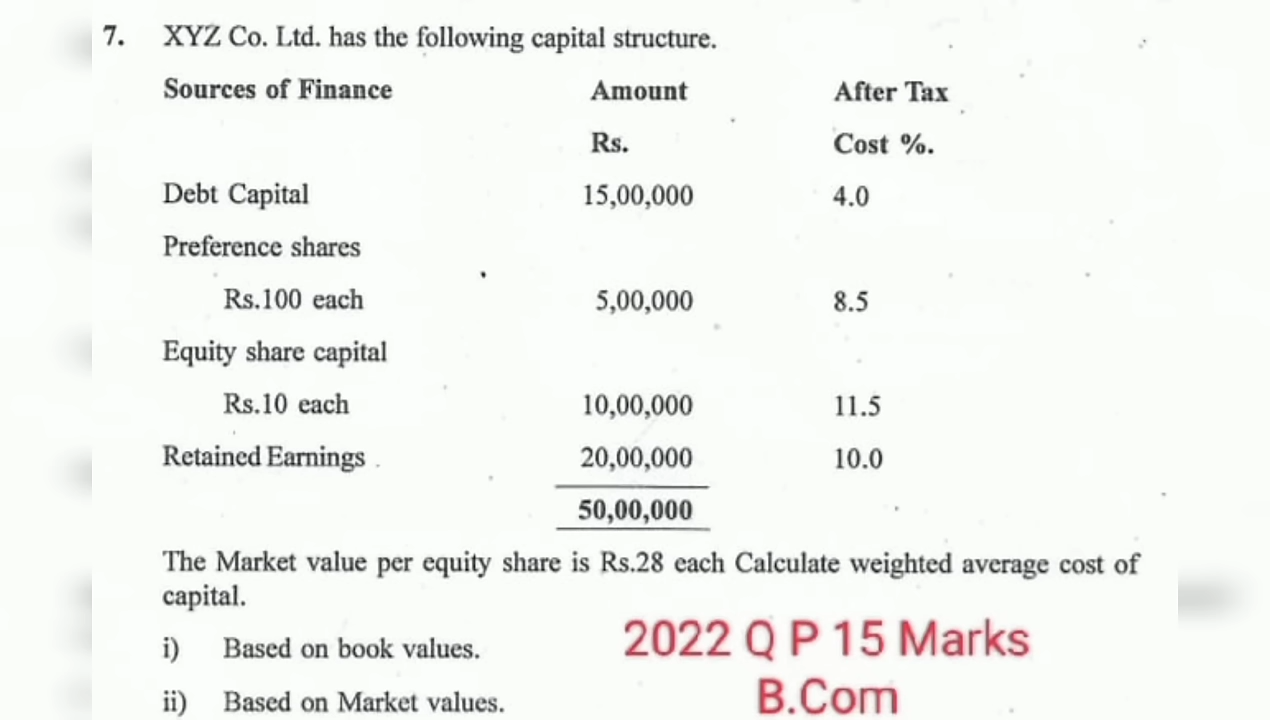 7. XYZ Co. Ltd. has the following capital structure.
Sources of Finance Amount After Tax
Rs. Cost %.
Debt Capital 15,00,000 4.0
Preference shares
Rs.100 each 5,00,000 8.5
Equity share capital
Rs.10 each 10,00,000 11.5
Retained Earnings 20,00,000 10.0
50,00,000
The Market value per equity share is Rs.28 each Calculate weighted average cost of
capital.
i) Based on book values.
ii) Based on Market values.
2022 Q P 15 Marks
B.Com